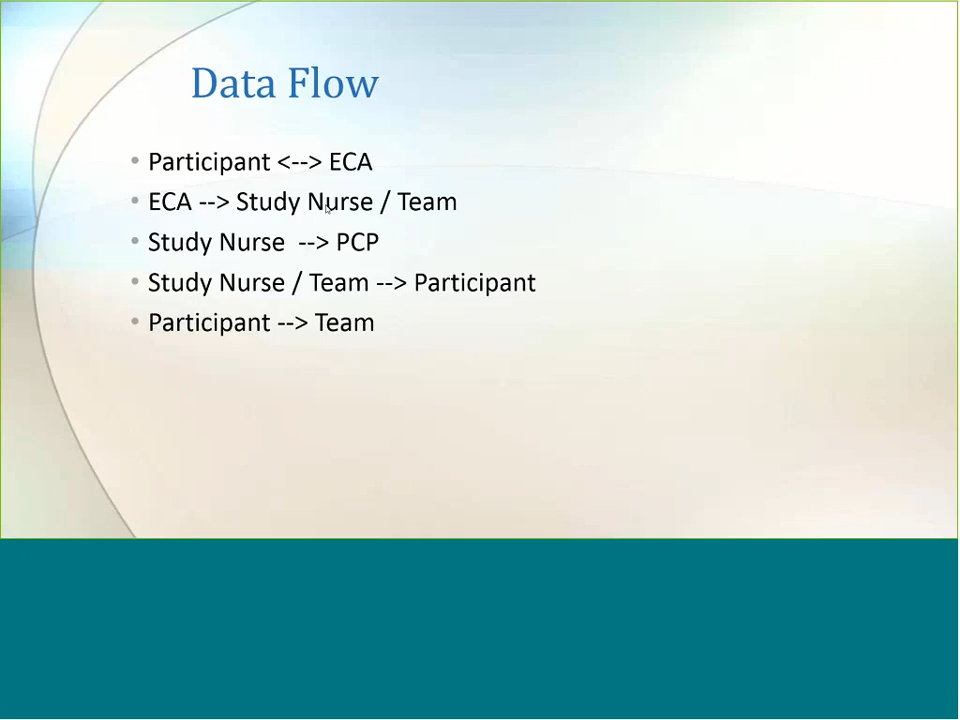 Data Flow
• Participant <--> ECA
• ECA --> Study Nurse / Team
• Study Nurse  --> PCP
• Study Nurse / Team --> Participant
• Participant --> Team